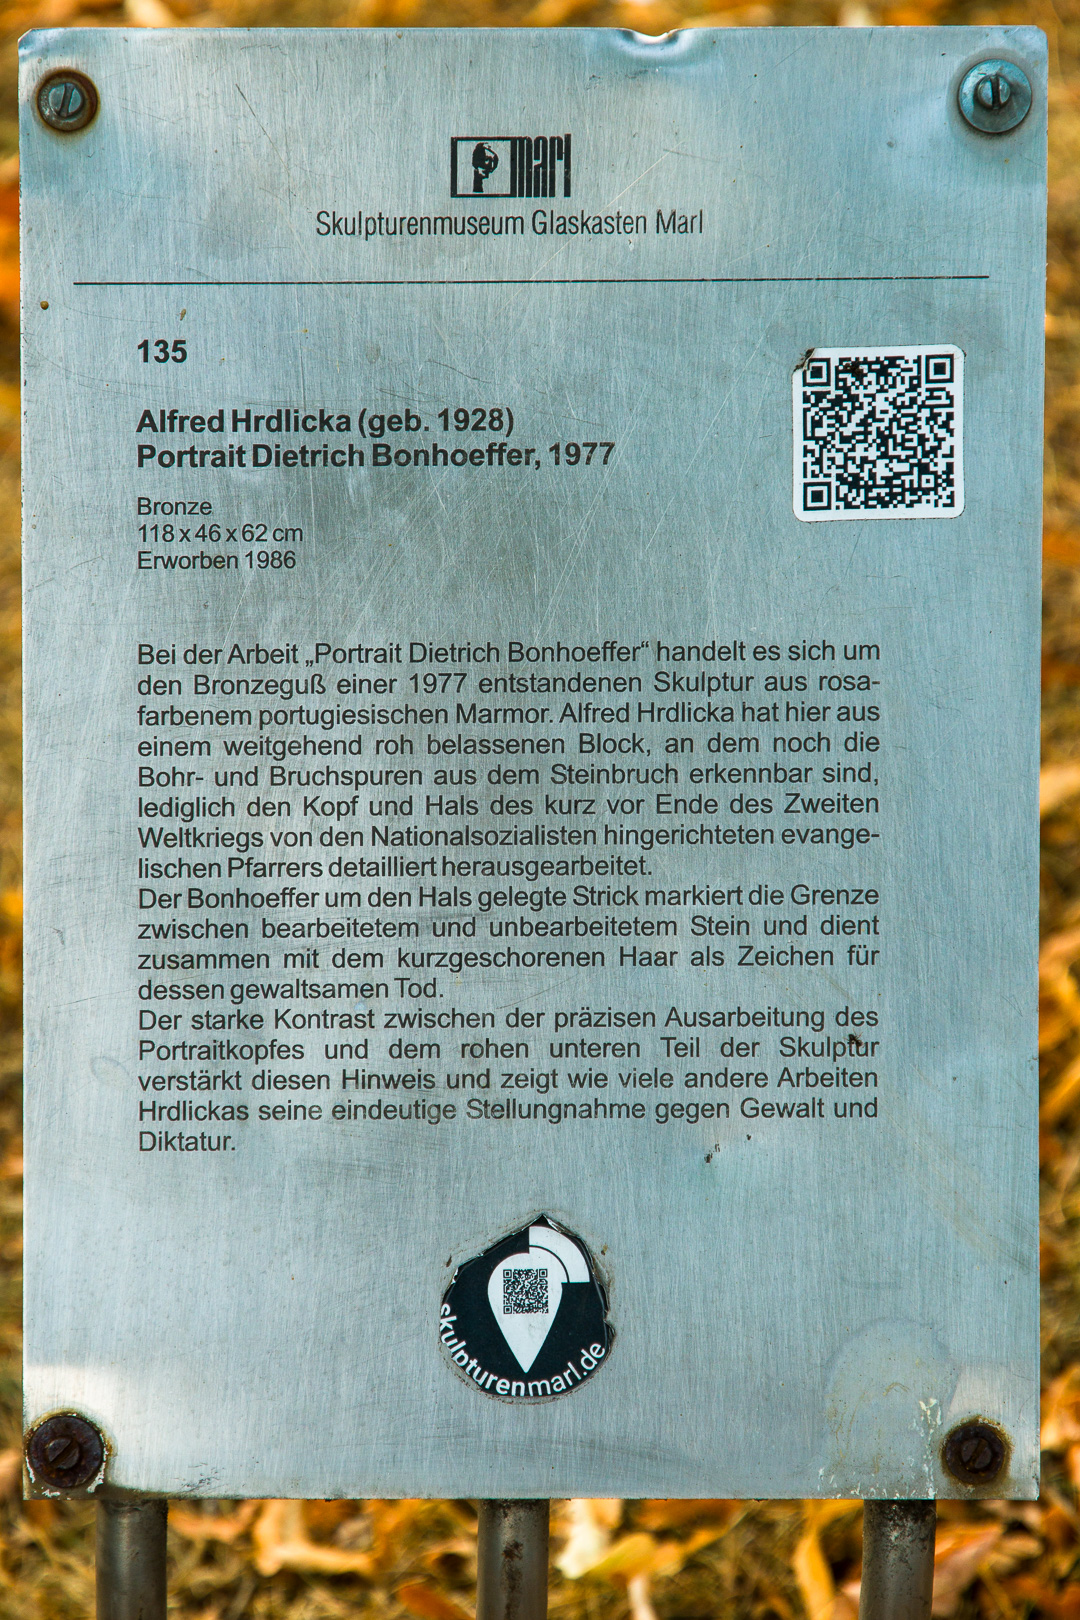 marl
Skulpturenmuseum Glaskasten Marl
135
Alfred Hrdlicka (geb. 1928)
Portrait Dietrich Bonhoeffer, 1977
Bronze
118 x 46 x 62 cm
Erworben 1986
Bei der Arbeit „Portrait Dietrich Bonhoeffer“ handelt es sich um
den Bronzeguß einer 1977 entstandenen Skulptur aus rosa-
farbenem portugiesischen Marmor. Alfred Hrdlicka hat hier aus
einem weitgehend roh belassenen Block, an dem noch die
Bohr- und Bruchspuren aus dem Steinbruch erkennbar sind,
lediglich den Kopf und Hals des kurz vor Ende des Zweiten
Weltkriegs von den Nationalsozialisten hingerichteten evange-
lischen Pfarrers detailliert herausgearbeitet.
Der Bonhoeffer um den Hals gelegte Strick markiert die Grenze
zwischen bearbeitetem und unbearbeitetem Stein und dient
zusammen mit dem kurzgeschorenen Haar als Zeichen für
dessen gewaltsamen Tod.
Der starke Kontrast zwischen der präzisen Ausarbeitung des
Portraitkopfes und dem rohen unteren Teil der Skulptur
verstärkt diesen Hinweis und zeigt wie viele andere Arbeiten
Hrdlickas seine eindeutige Stellungnahme gegen Gewalt und
Diktatur.
skulpturenmarl.de